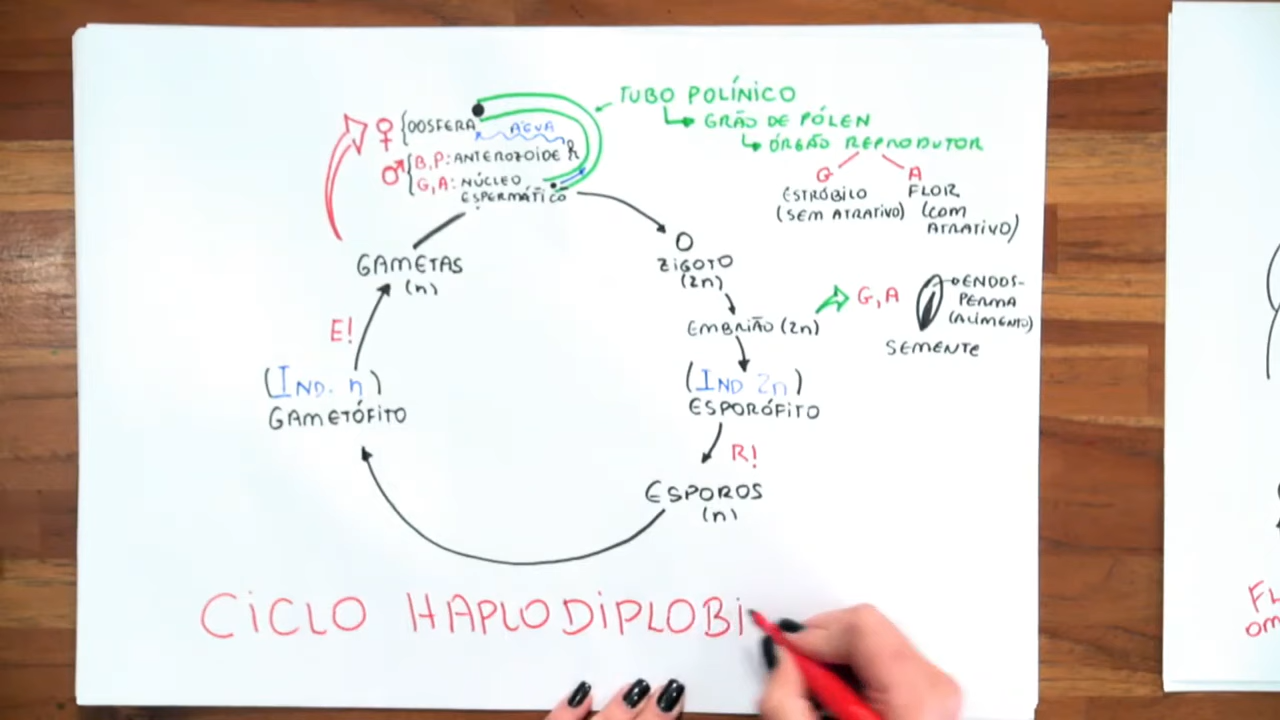 TUBO POLÍNICO
GRÃO DE PÓLEN
ÓRGÃO REPRODUTOR
G A
ESTRÓBILO
(SEM ATRATIVO)
FLOR
(COM
ATRATIVO)
♀ { OOSFERA
ÁGUA
♂ { B,P: ANTEROZOIDE
G,A: NÚCLEO
ESPERMÁTICO
GAMETAS
(n)
E!
(IND. n)
GAMETÓFITO
O
ZIGOTO
(2n)
EMBRIÃO (2n)
G, A
ENDOS-
PERMA
(ALIMENTO)
SEMENTE
(IND 2n)
ESPORÓFITO
R!
ESPOROS
(n)
CICLO HAPLODIPLOBI